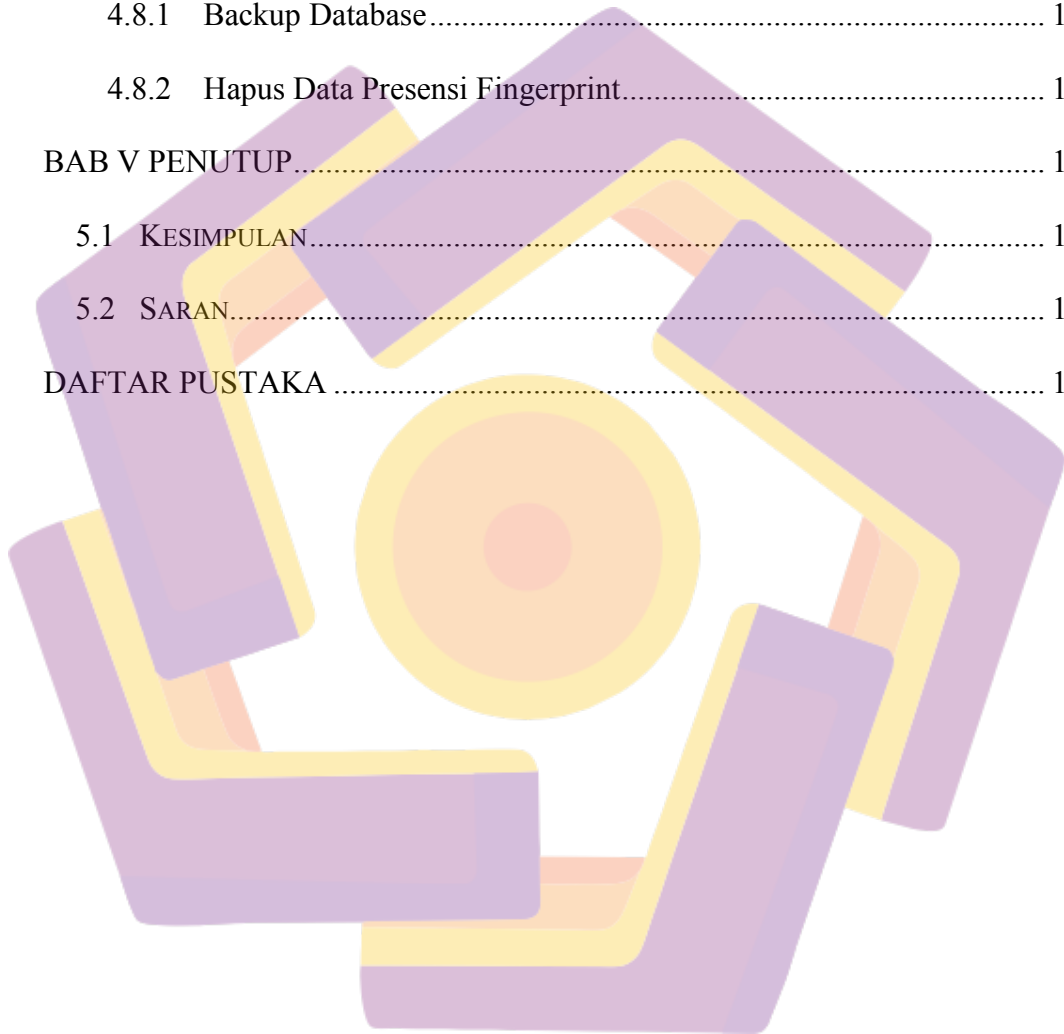 4.8.1 Backup Database.......................................................................... 1
4.8.2 Hapus Data Presensi Fingerprint.................................................. 1
BAB V PENUTUP............................................................................................. 1
5.1 KESIMPULAN........................................................................................... 1
5.2 SARAN..................................................................................................... 1
DAFTAR PUSTAKA ........................................................................................ 1